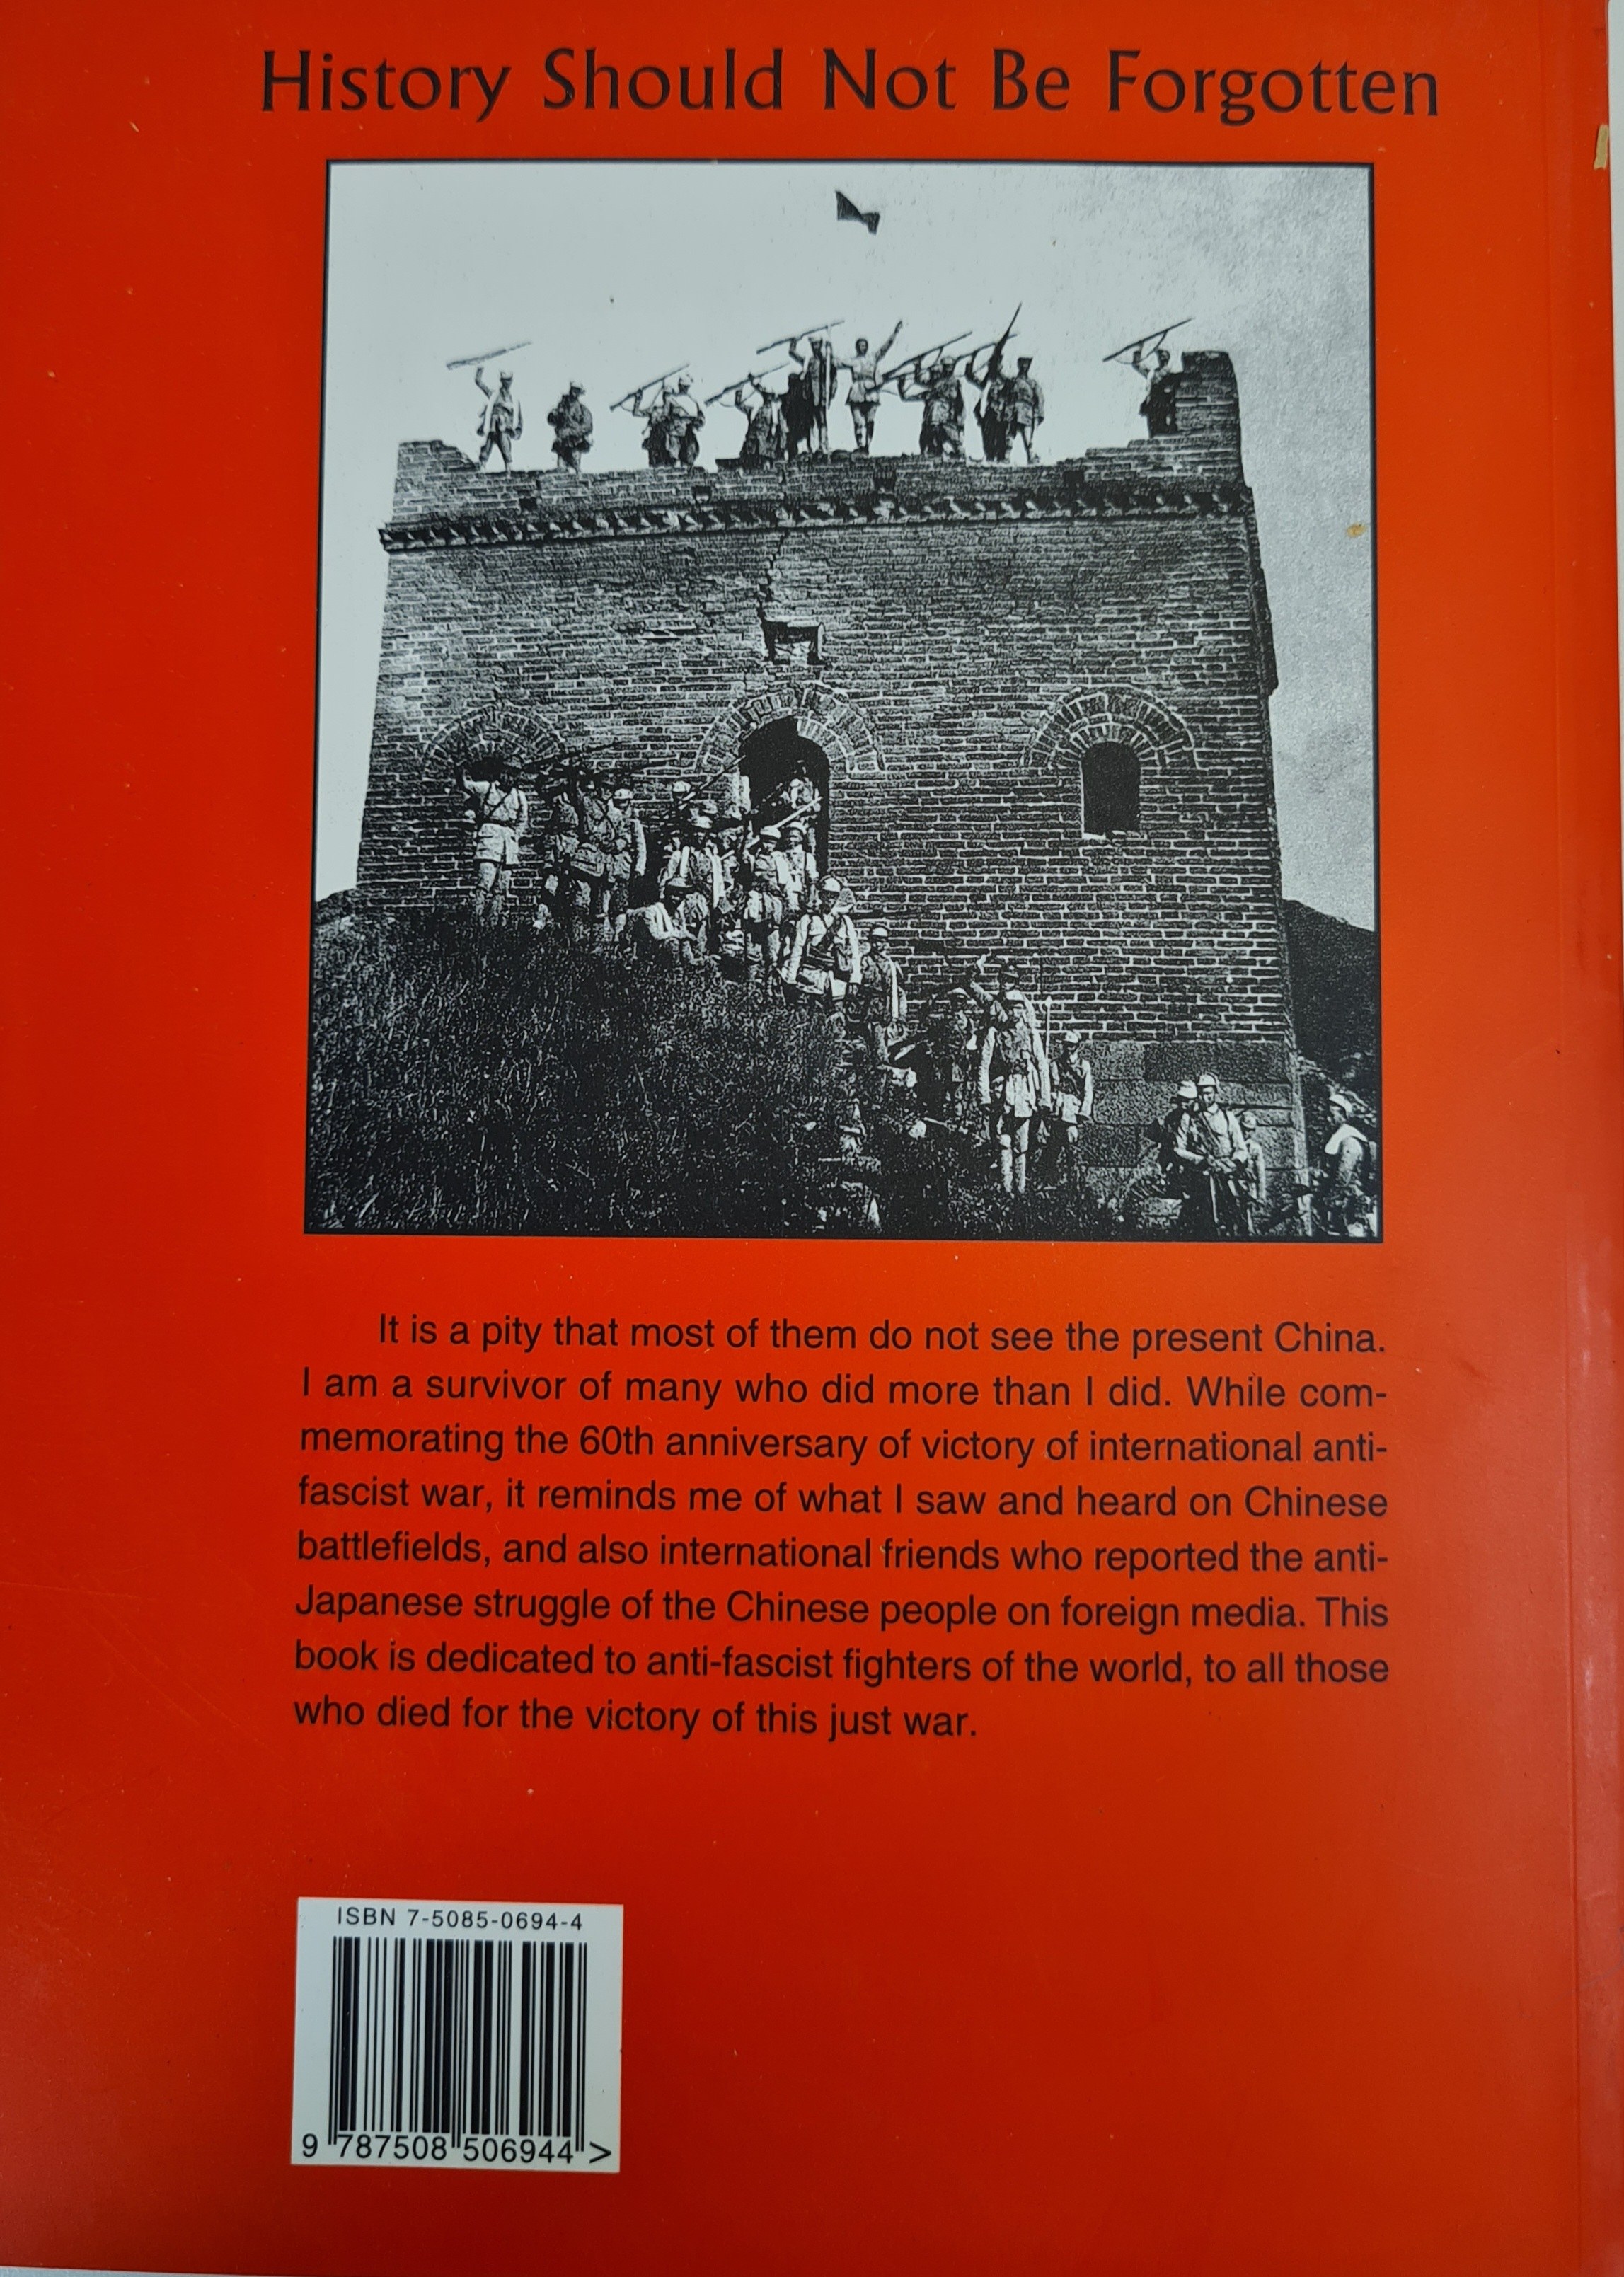 History Should Not Be Forgotten
It is a pity that most of them do not see the present China.
I am a survivor of many who did more than I did. While com-
memorating the 60th anniversary of victory of international anti-
fascist war, it reminds me of what I saw and heard on Chinese
battlefields, and also international friends who reported the anti-
Japanese struggle of the Chinese people on foreign media. This
book is dedicated to anti-fascist fighters of the world, to all those
who died for the victory of this just war.
ISBN 7-5085-0694-4
9 787508 506944 >